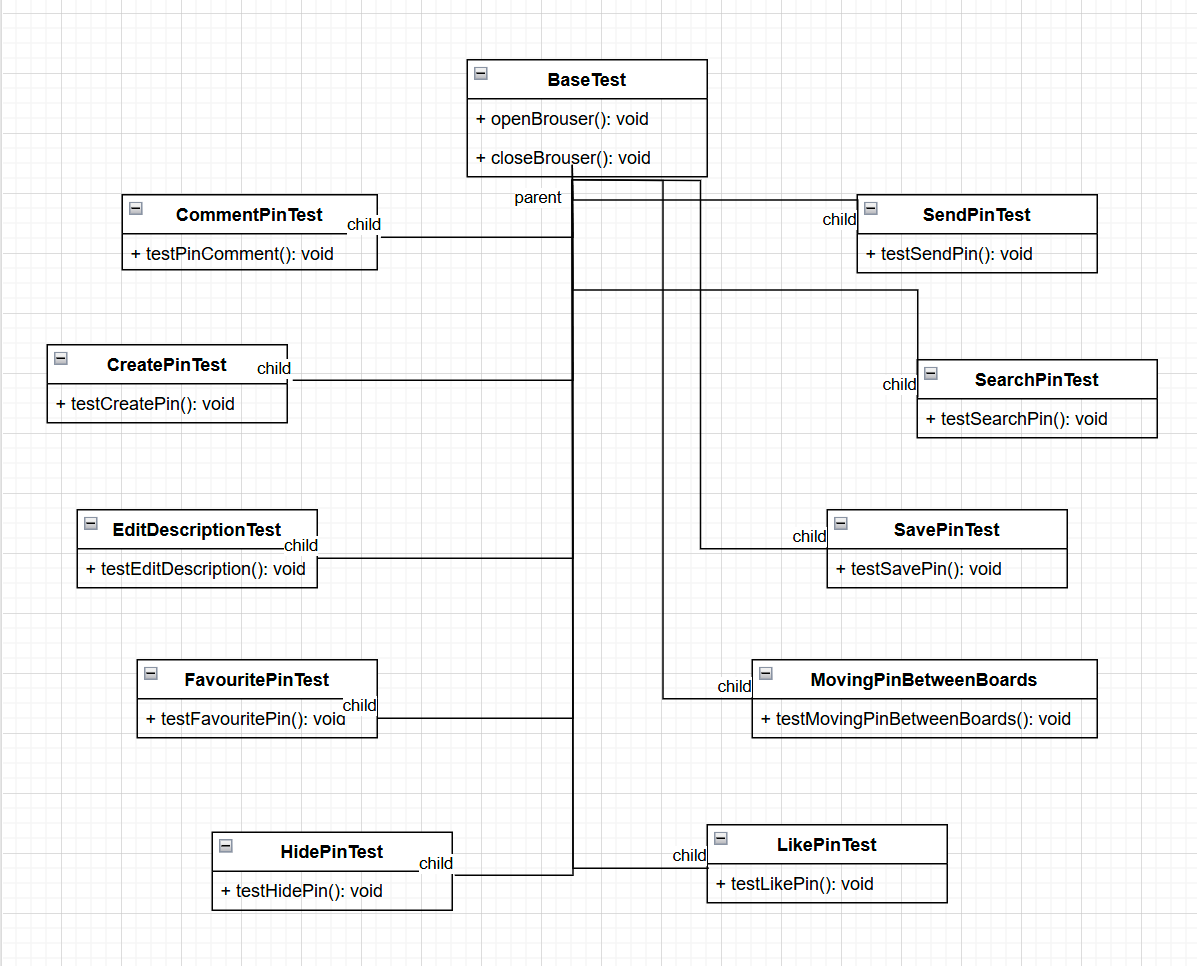 BaseTest
+ openBrouser(): void
+ closeBrouser(): void
parent
CommentPinTest
child
+ testPinComment(): void
child
SendPinTest
+ testSendPin(): void
CreatePinTest
child
+ testCreatePin(): void
child
SearchPinTest
+ testSearchPin(): void
EditDescriptionTest
child
+ testEditDescription(): void
child
SavePinTest
+ testSavePin(): void
FavouritePinTest
child
+ testFavouritePin(): void
child
MovingPinBetweenBoards
+ testMovingPinBetweenBoards(): void
HidePinTest
child
+ testHidePin(): void
child
LikePinTest
+ testLikePin(): void